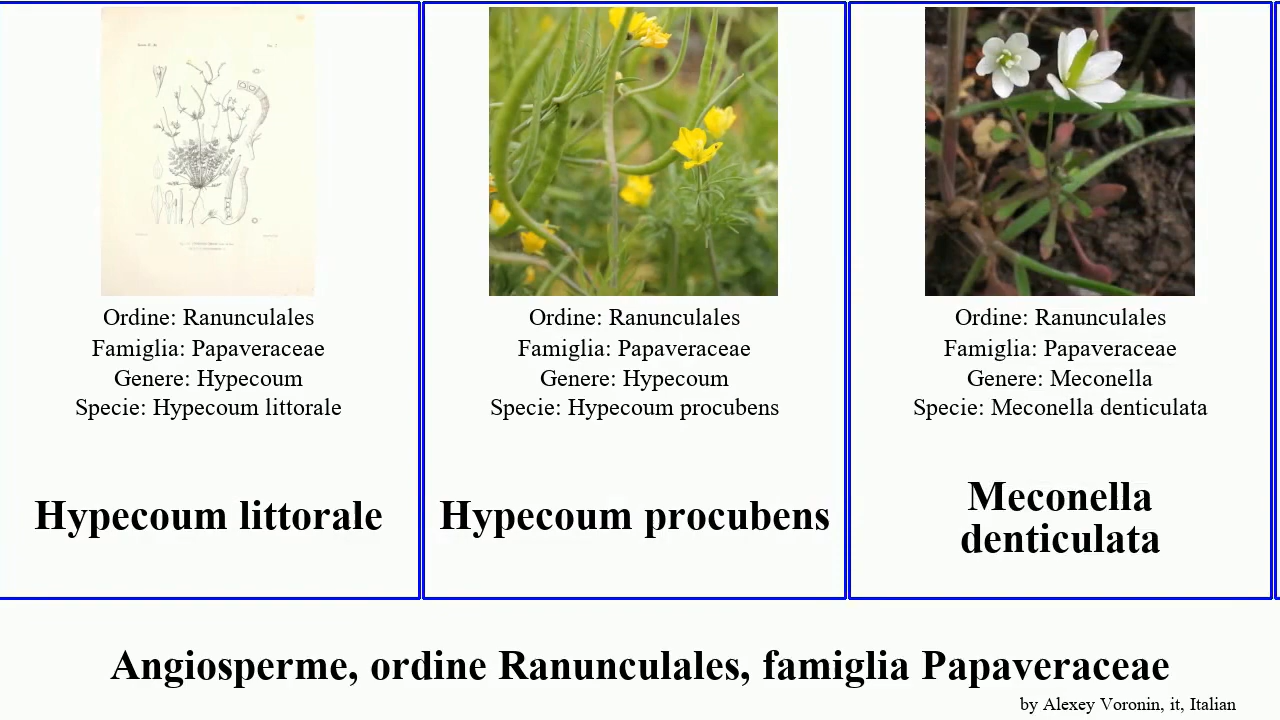 Ordine: Ranunculales
Famiglia: Papaveraceae
Genere: Hypecoum
Specie: Hypecoum littorale
Hypecoum littorale
Ordine: Ranunculales
Famiglia: Papaveraceae
Genere: Hypecoum
Specie: Hypecoum procubens
Hypecoum procubens
Ordine: Ranunculales
Famiglia: Papaveraceae
Genere: Meconella
Specie: Meconella denticulata
Meconella
denticulata
Angiosperme, ordine Ranunculales, famiglia Papaveraceae
by Alexey Voronin, it, Italian